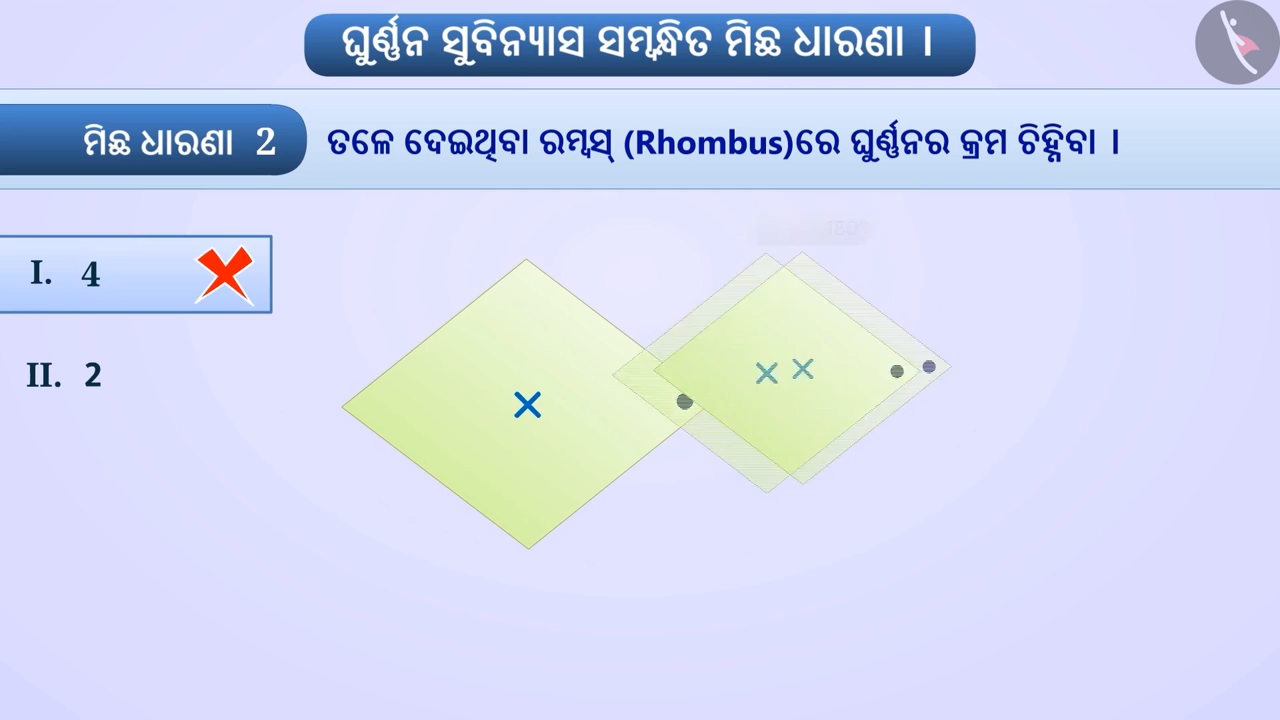 ଘୁର୍ଣ୍ଣନ ସୁବିନ୍ୟାସ ସମ୍ବନ୍ଧିତ ମିଛ ଧାରଣା ।
ମିଛ ଧାରଣା 2 ତଳେ ଦେଇଥିବା ରମ୍ବସ୍ (Rhombus)ରେ ଘୁର୍ଣ୍ଣନର କ୍ରମ ଚିହ୍ନିବା ।
I. 4
II. 2